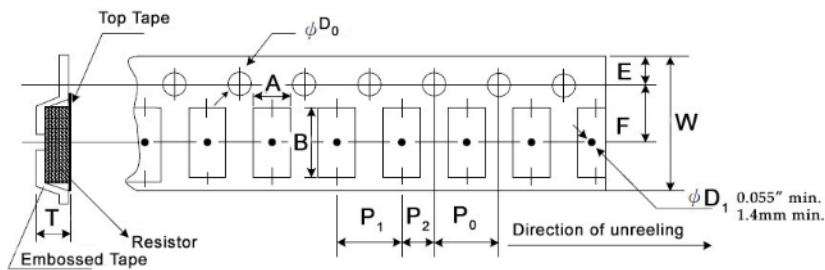 Top Tape
ϕD₀
E
A
F
W
B
ϕD₁ 0.055" min.
1.4mm min.
T
P₁
P₂
P₀
Direction of unreeling
Resistor
Embossed Tape